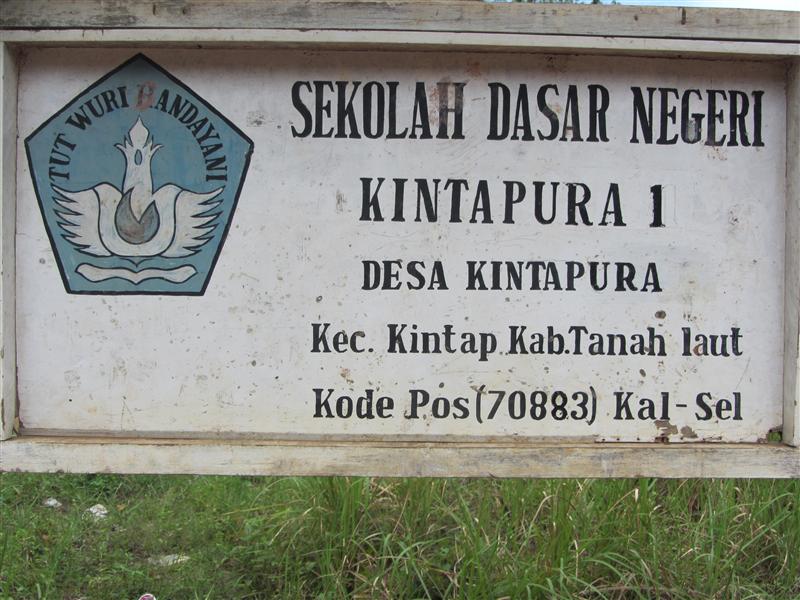 TUT WURI HANDAYANI
SEKOLAH DASAR NEGERI
KINTAPURA 1
DESA KINTAPURA
Kec. Kintap Kab.Tanah laut
Kode Pos (70883) Kal-Sel